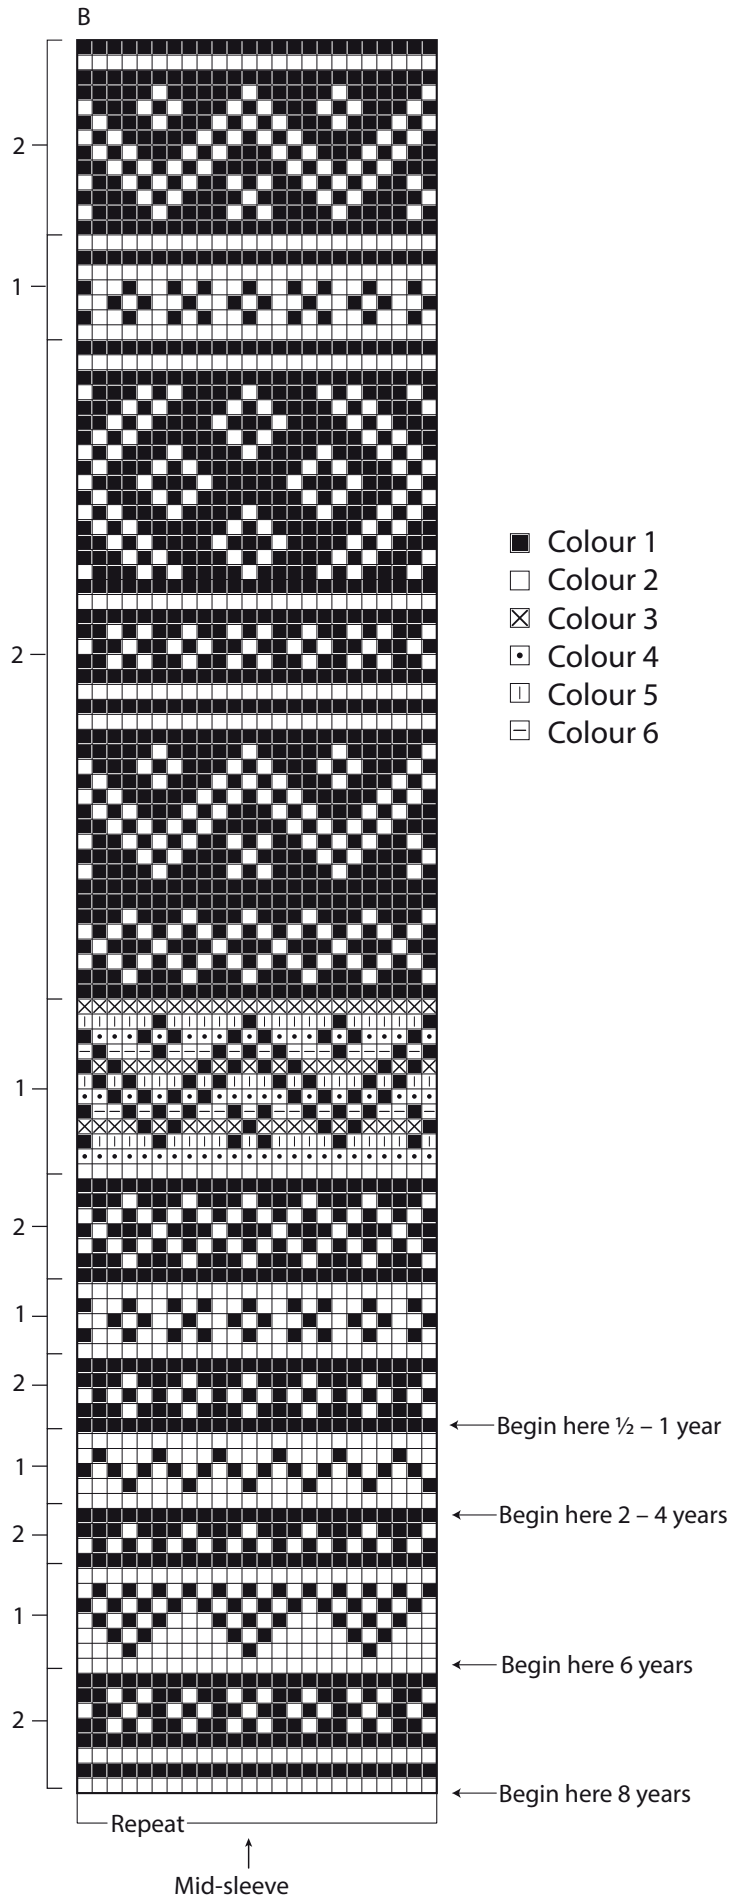 B
2
1
Colour 1
Colour 2
Colour 3
Colour 4
Colour 5
Colour 6
2
1
2
1
2
Begin here ½ – 1 year
1
Begin here 2 – 4 years
2
1
Begin here 6 years
2
Begin here 8 years
Repeat
Mid-sleeve